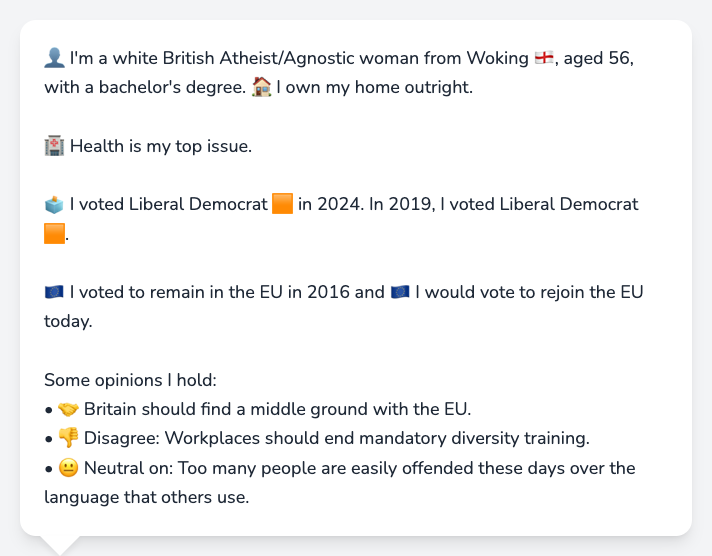 👤 I'm a white British Atheist/Agnostic woman from Woking 🏴󠁧󠁢󠁥󠁮󠁧󠁿, aged 56,
with a bachelor's degree. 🏠 I own my home outright.
🏥 Health is my top issue.
🗳️ I voted Liberal Democrat 🟧 in 2024. In 2019, I voted Liberal Democrat
🟧.
🇪🇺 I voted to remain in the EU in 2016 and 🇪🇺 I would vote to rejoin the EU
today.
Some opinions I hold:
• 🤝 Britain should find a middle ground with the EU.
• 👎 Disagree: Workplaces should end mandatory diversity training.
• 😐 Neutral on: Too many people are easily offended these days over the
language that others use.